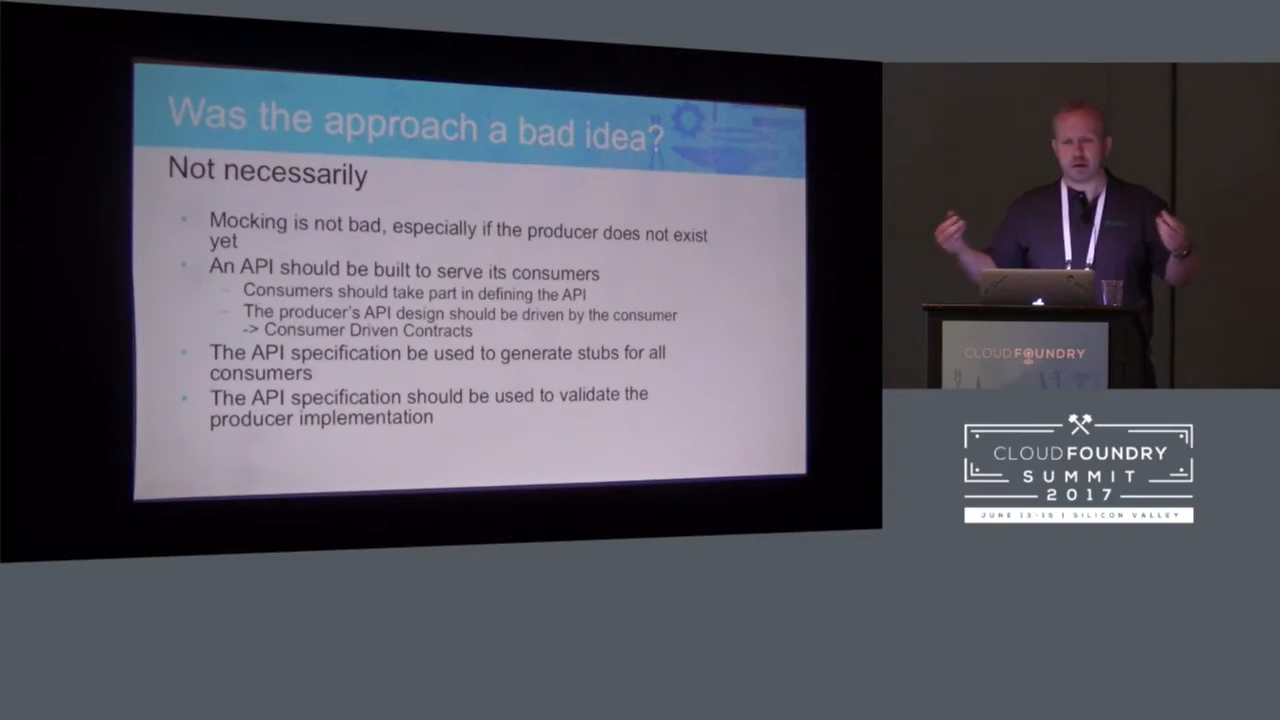 Was the approach a bad idea?
Not necessarily
Mocking is not bad, especially if the producer does not exist
yet
An API should be built to serve its consumers
Consumers should take part in defining the API
The producer's API design should be driven by the consumer
-> Consumer Driven Contracts
The API specification be used to generate stubs for all
consumers
The API specification should be used to validate the
producer implementation
CLOUD FOUNDRY
CLOUD FOUNDRY
SUMMIT
2017
JUNE 13-15 | SILICON VALLEY